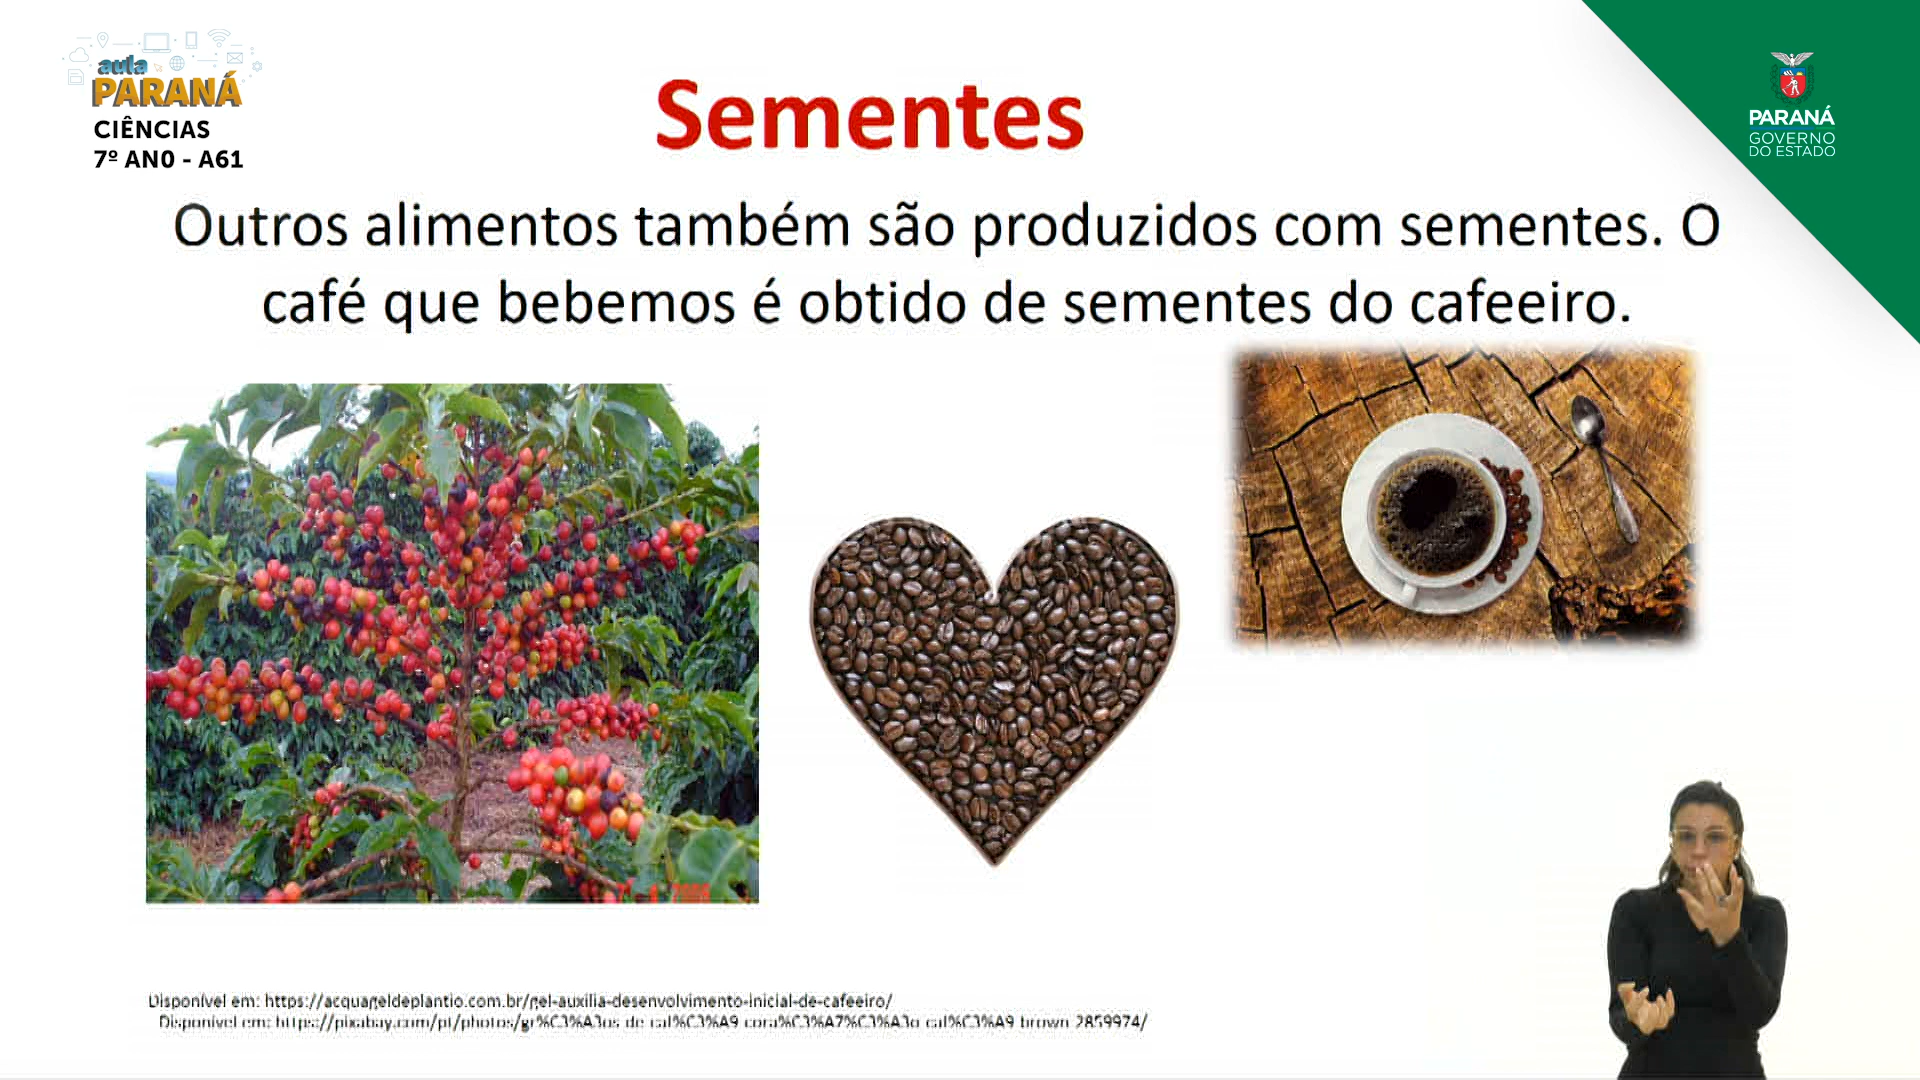 aula
PARANÁ
CIÊNCIAS
7º AN0 - A61
Sementes
PARANÁ
GOVERNO
DO ESTADO
Outros alimentos também são produzidos com sementes. O
café que bebemos é obtido de sementes do cafeeiro.
Disponível em: https://acquageldeplantio.com.br/gel-auxilia-desenvolvimento-inicial-de-cafeeiro/
Disponível em: https://pixabay.com/pt/photos/gr%C3%A3os-de-caf%C3%A9-cora%C3%A7%C3%A3o-caf%C3%A9-brown-2859974/